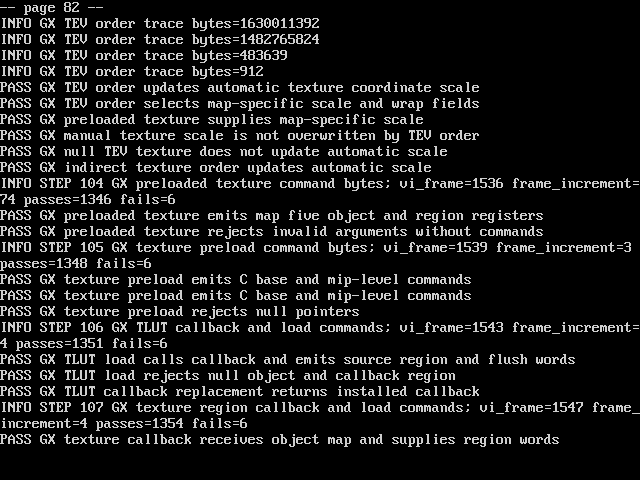 -- page 82 --
INFO GX TEV order trace bytes=1630011392
INFO GX TEV order trace bytes=1482765824
INFO GX TEV order trace bytes=483639
INFO GX TEV order trace bytes=912
PASS GX TEV order updates automatic texture coordinate scale
PASS GX TEV order selects map-specific scale and wrap fields
PASS GX preloaded texture supplies map-specific scale
PASS GX manual texture scale is not overwritten by TEV order
PASS GX null TEV texture does not update automatic scale
PASS GX indirect texture order updates automatic scale
INFO STEP 104 GX preloaded texture command bytes; vi_frame=1536 frame_increment=
74 passes=1346 fails=6
PASS GX preloaded texture emits map five object and region registers
PASS GX preloaded texture rejects invalid arguments without commands
INFO STEP 105 GX texture preload command bytes; vi_frame=1539 frame_increment=3
passes=1348 fails=6
PASS GX texture preload emits C base and mip-level commands
PASS GX texture preload emits C base and mip-level commands
PASS GX texture preload rejects null pointers
INFO STEP 106 GX TLUT callback and load commands; vi_frame=1543 frame_increment=
4 passes=1351 fails=6
PASS GX TLUT load calls callback and emits source region and flush words
PASS GX TLUT load rejects null object and callback region
PASS GX TLUT callback replacement returns installed callback
INFO STEP 107 GX texture region callback and load commands; vi_frame=1547 frame_
increment=4 passes=1354 fails=6
PASS GX texture callback receives object map and supplies region words